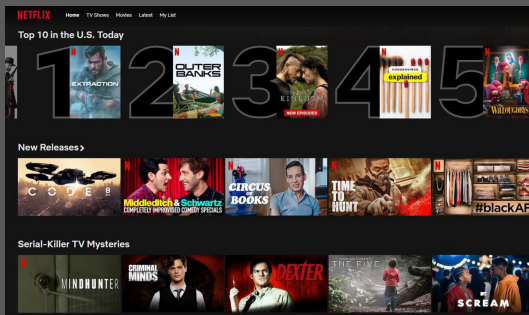 NETFLIX Home TV Shows Movies Latest My List
Top 10 in the U.S. Today
1 2 3 4 5
N N N N N
EXTRACTION
OUTER
BANKS
NEW EPISODES
CORONAVIRUS
explained
WILLOUGHBYS
New Releases >
CODE 8
Middleditch & Schwartz
COMPLETELY IMPROVISED COMEDY SPECIALS
CIRCUS
OF
BOOKS
TIME
TO
HUNT
#blackAF
Serial-Killer TV Mysteries
MINDHUNTER
CRIMINAL
MINDS
DEXTER
THE FIVE
SCREAM